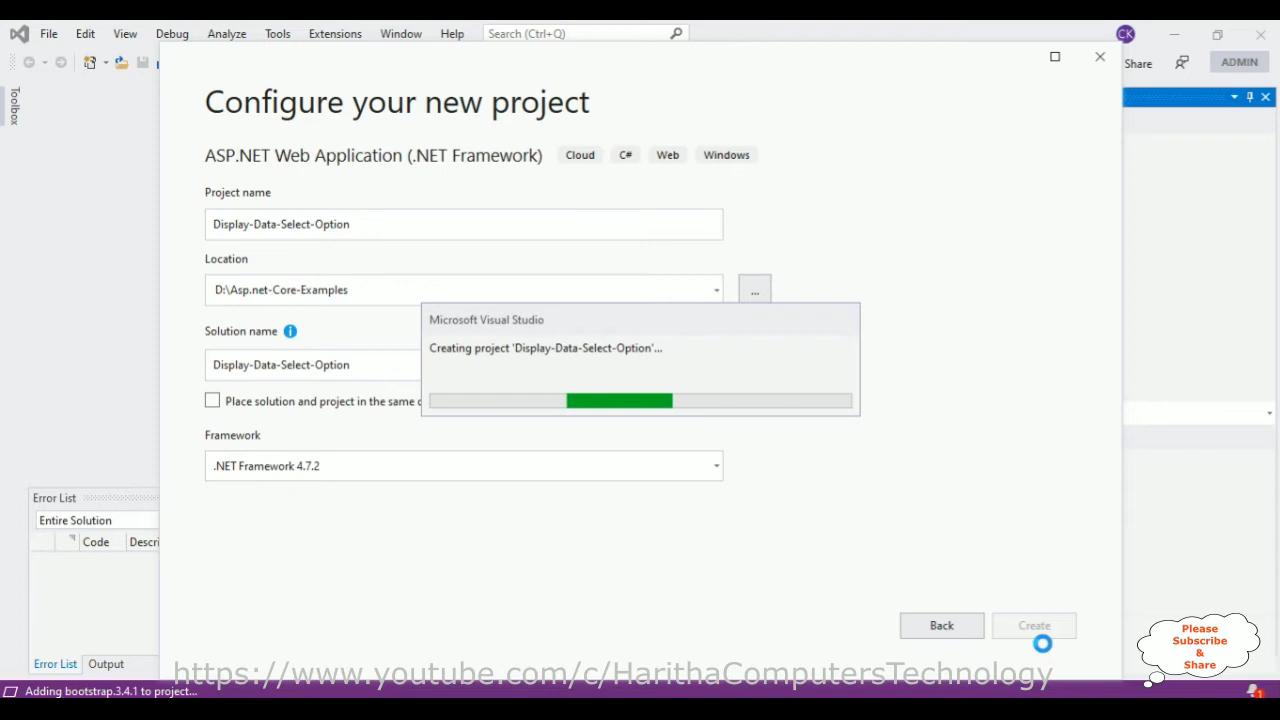 File Edit View Debug Analyze Tools Extensions Window Help Search (Ctrl+Q) CK
Share ADMIN
Toolbox
Configure your new project
ASP.NET Web Application (.NET Framework) Cloud C# Web Windows
Project name
Display-Data-Select-Option
Location
D:\Asp.net-Core-Examples
...
Solution name
Display-Data-Select-Option
Microsoft Visual Studio
Creating project 'Display-Data-Select-Option'...
Place solution and project in the same
Framework
.NET Framework 4.7.2
Error List
Entire Solution
Code Descri
Back Create
Please
Subscribe
&
Share
Error List Output
https://www.youtube.com/c/HarithaComputersTechnology
Adding bootstrap.3.4.1 to project...
1